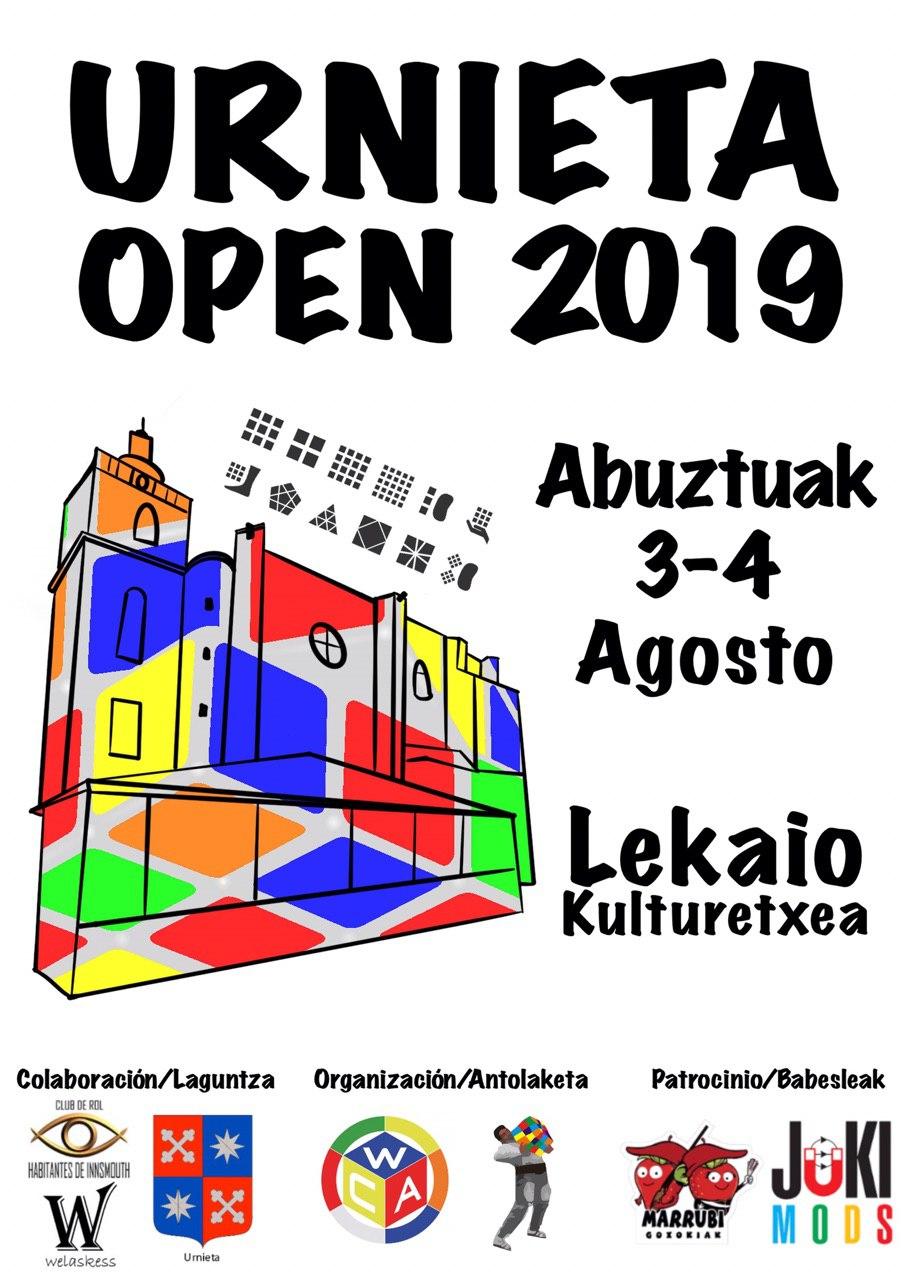 URNIETA
OPEN 2019
Abuztuak
3-4
Agosto
Lekaio
Kulturetxea
Colaboración/Laguntza
Organización/Antolaketa
Patrocinio/Babesleak
CLUB DE ROL
HABITANTES DE INNSMOUTH
W
welaskess
Urnieta
W
C A
MARRUBI
GOXOKIAK
JUKI
MODS